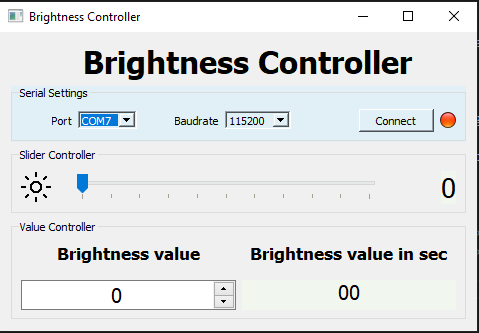 Brightness Controller
Brightness Controller
Serial Settings
Port COM7 Baudrate 115200 Connect
Slider Controller
0
Value Controller
Brightness value Brightness value in sec
0 00